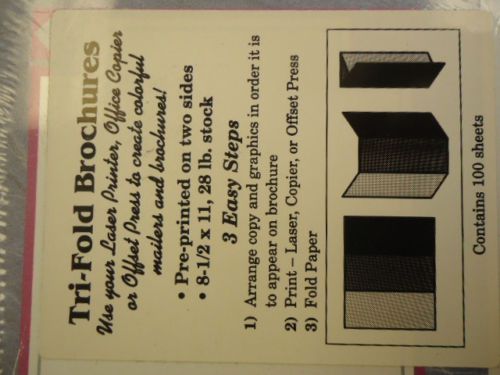 Tri-Fold Brochures
Use your Laser Printer, Office Copier
or Offset Press to create colorful
mailers and brochures!
• Pre-printed on two sides
• 8-1/2 x 11, 28 lb. stock
3 Easy Steps
1) Arrange copy and graphics in order it is
to appear on brochure
2) Print – Laser, Copier, or Offset Press
3) Fold Paper
Contains 100 sheets